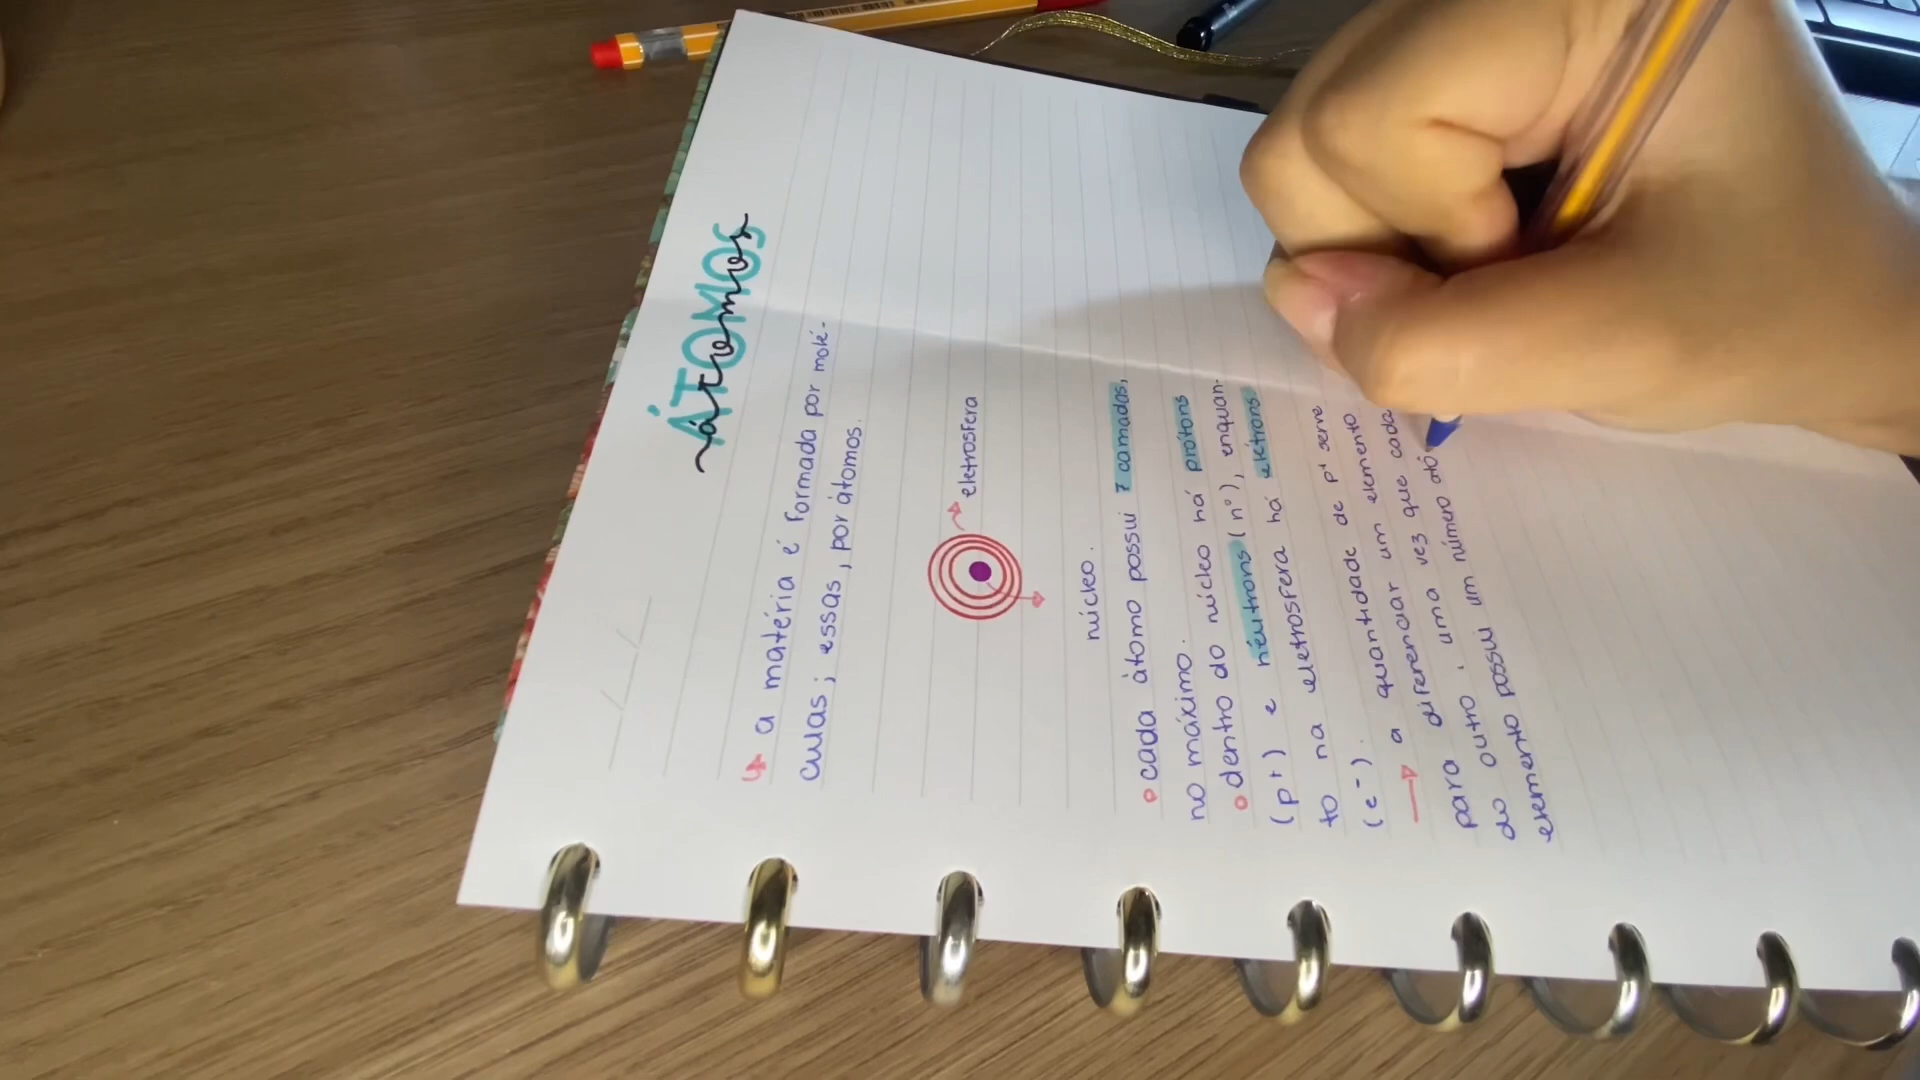 ÁTOMOS
átomos
↳ a matéria é formada por molé-
culas; essas, por átomos.
eletrosfera
núcleo.
o cada átomo possui 7 camadas,
no máximo.
o dentro do núcleo há prótons
(p+) e nêutrons (n°), enquan-
to na eletrosfera há elétrons
(e-).
→ a quantidade de p+ serve
para diferenciar um elemento
do outro, uma vez que cada
elemento possui um número ató